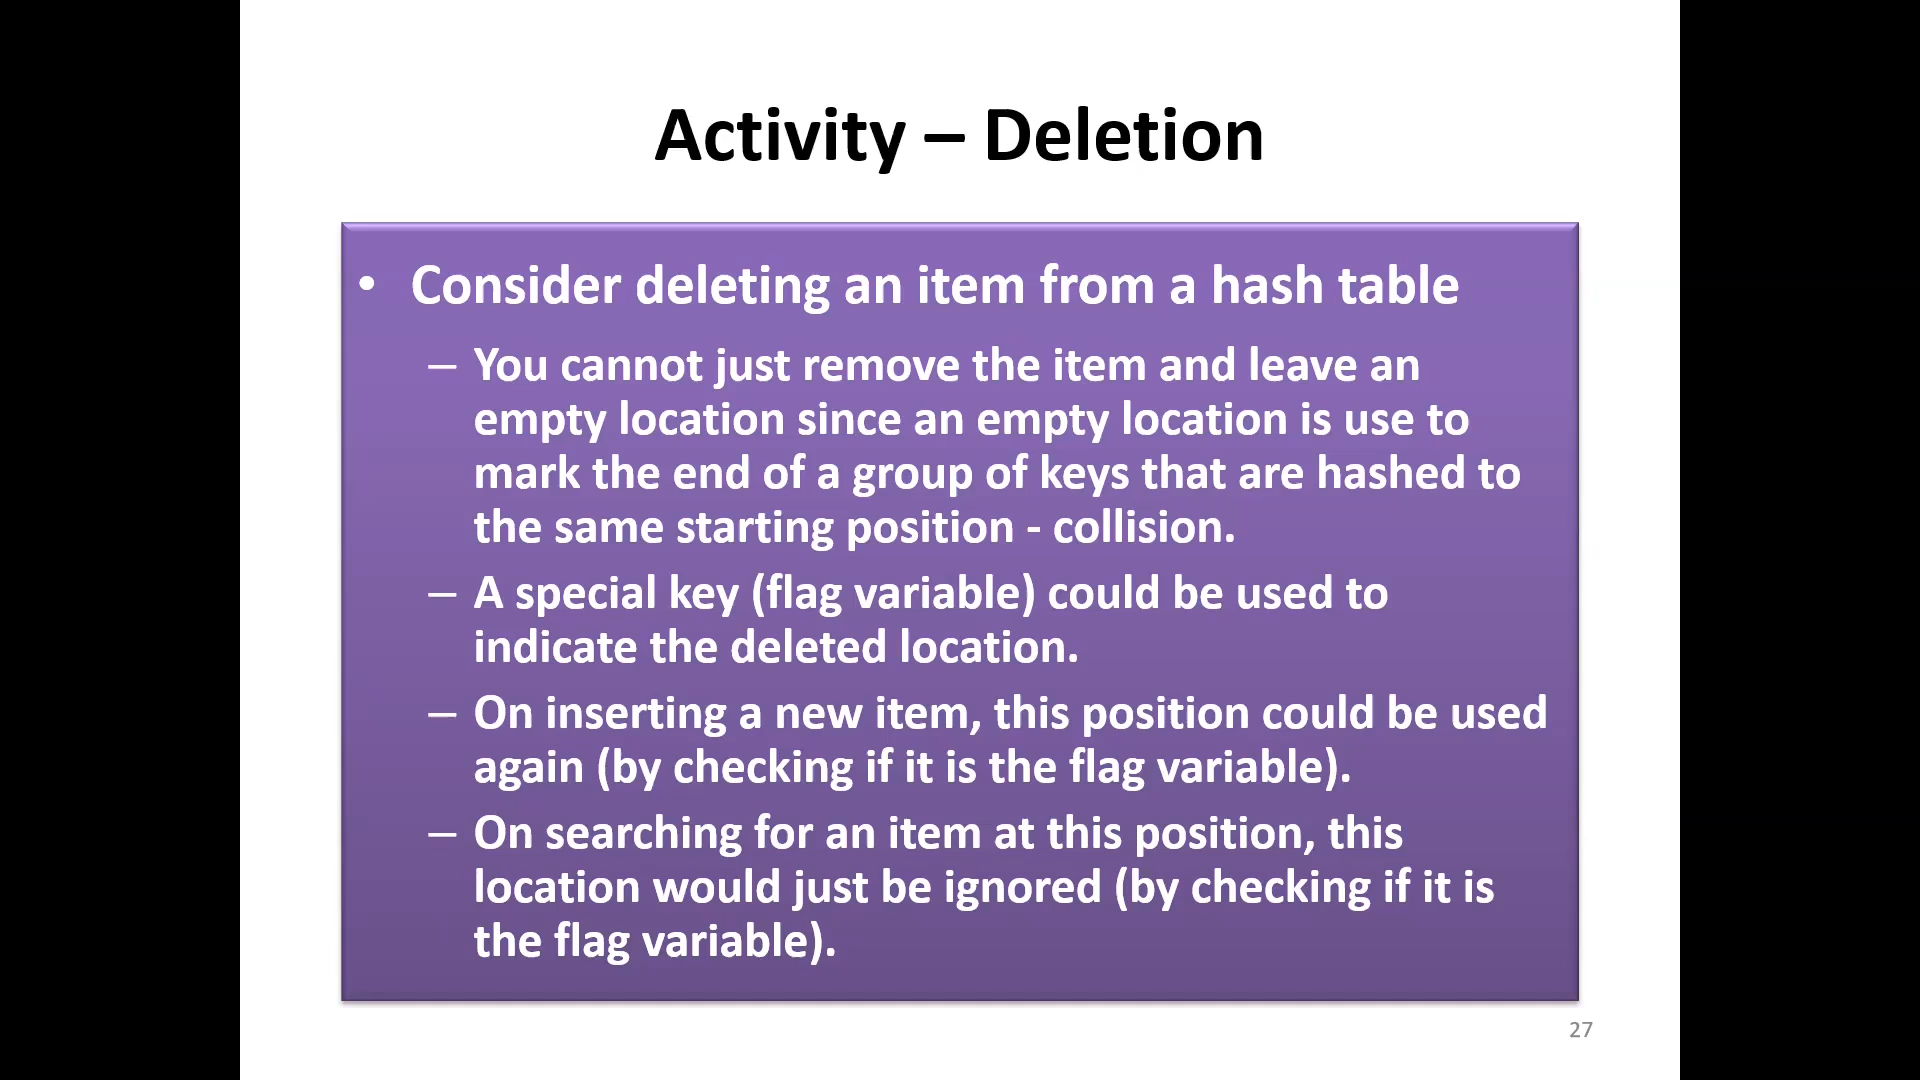 Activity – Deletion
• Consider deleting an item from a hash table
– You cannot just remove the item and leave an
empty location since an empty location is use to
mark the end of a group of keys that are hashed to
the same starting position - collision.
– A special key (flag variable) could be used to
indicate the deleted location.
– On inserting a new item, this position could be used
again (by checking if it is the flag variable).
– On searching for an item at this position, this
location would just be ignored (by checking if it is
the flag variable).
27